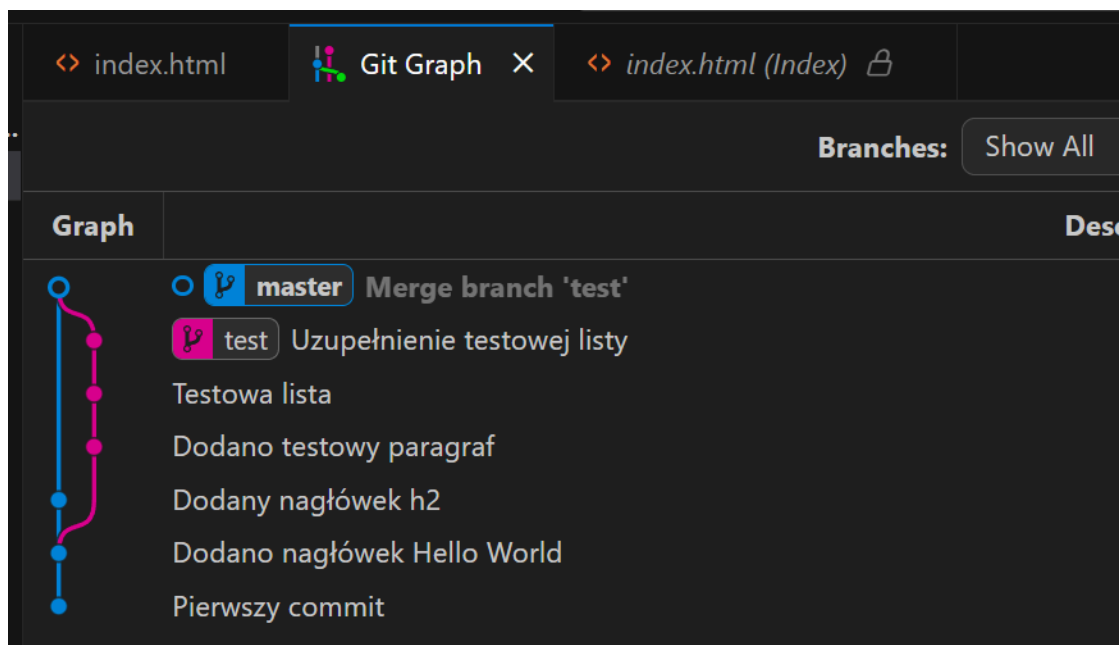 index.html Git Graph index.html (Index)
..
Branches: Show All
Graph
master Merge branch 'test'
test Uzupełnienie testowej listy
Testowa lista
Dodano testowy paragraf
Dodany nagłówek h2
Dodano nagłówek Hello World
Pierwszy commit